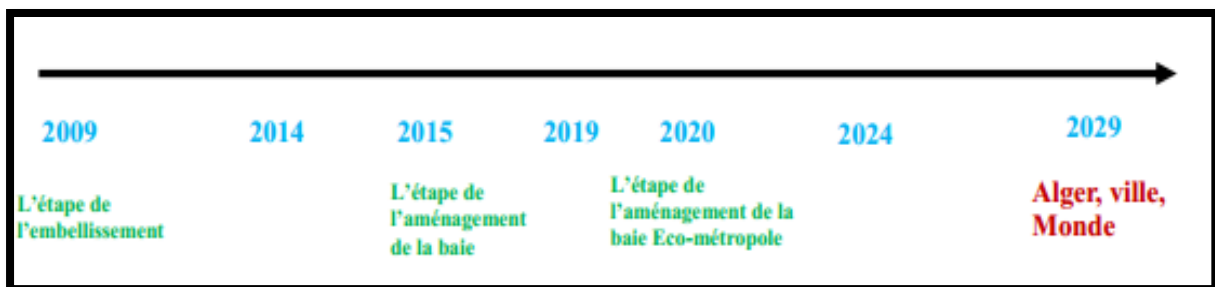 2009 2014 2015 2019 2020 2024 2029
L'étape de
l'embellissement
L'étape de
l'aménagement
de la baie
L'étape de
l'aménagement de la
baie Eco-métropole
Alger, ville,
Monde